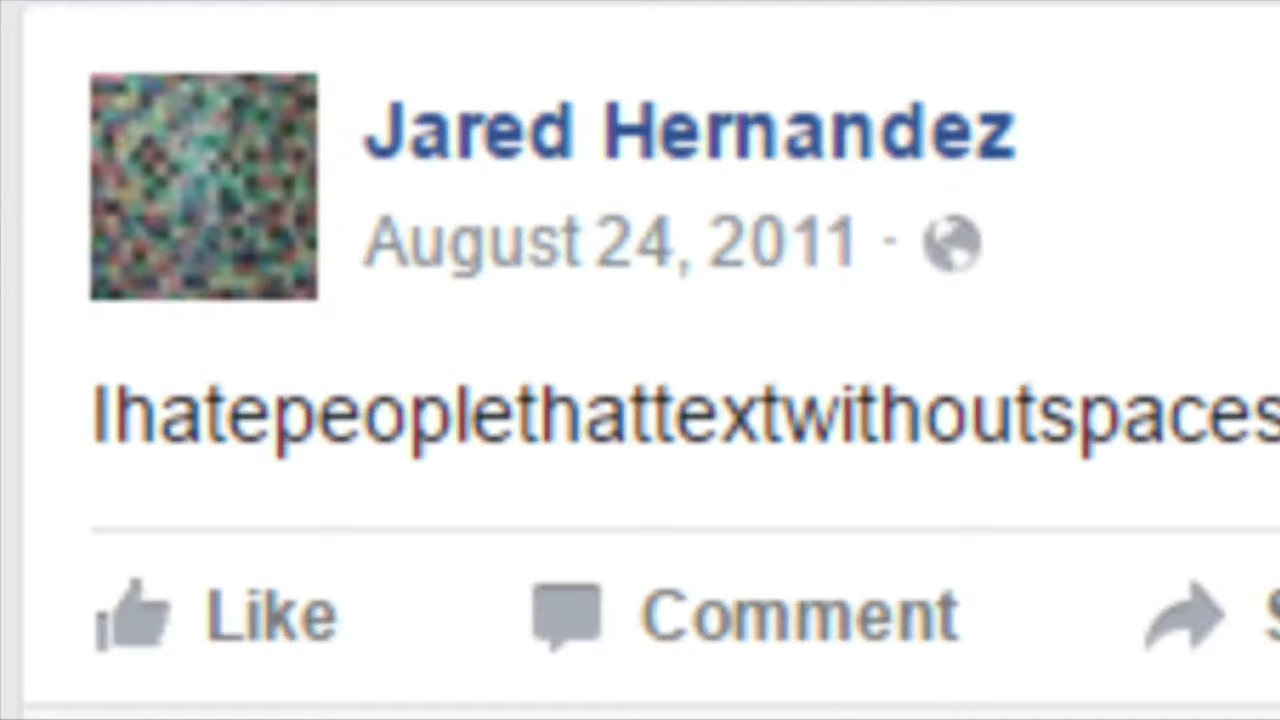 Jared Hernandez
August 24, 2011 ·
Ihatepeoplethattextwithoutspaces
Like Comment